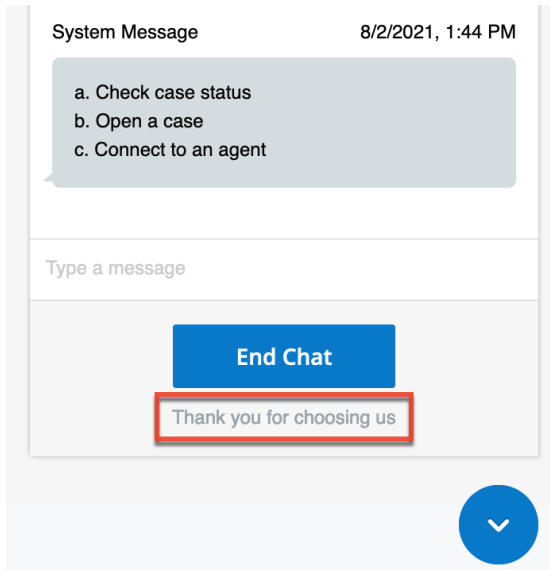 System Message 8/2/2021, 1:44 PM
a. Check case status
b. Open a case
c. Connect to an agent
Type a message
End Chat
Thank you for choosing us